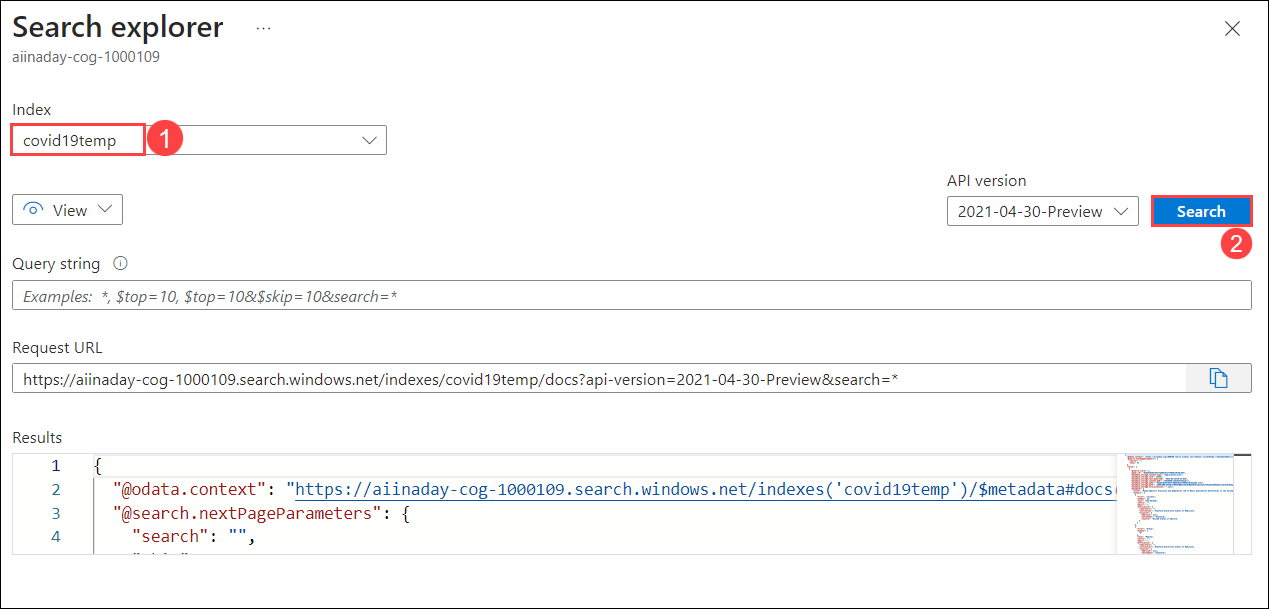 Search explorer ...
aiinaday-cog-1000109
Index
covid19temp 1
API version
View 2021-04-30-Preview Search
2
Query string
Examples: *, $top=10, $top=10&$skip=10&search=*
Request URL
https://aiinaday-cog-1000109.search.windows.net/indexes/covid19temp/docs?api-version=2021-04-30-Preview&search=*
Results
1 {
2 "@odata.context": "https://aiinaday-cog-1000109.search.windows.net/indexes('covid19temp')/$metadata#docs(
3 "@search.nextPageParameters": {
4 "search": "",